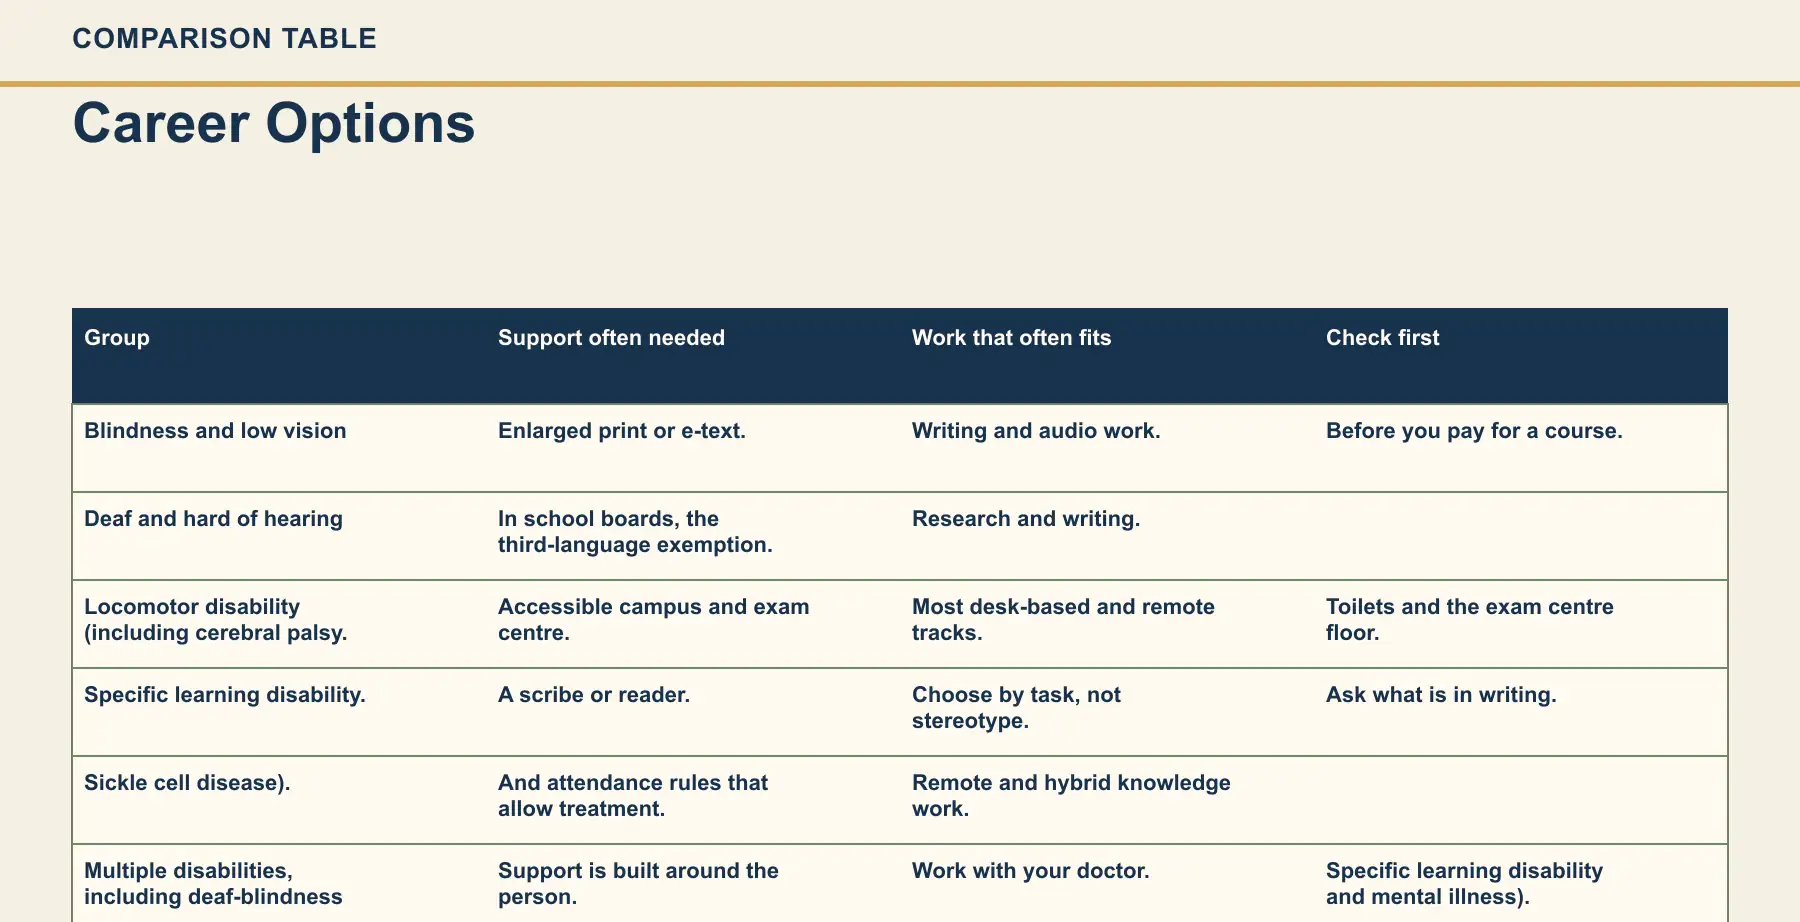 COMPARISON TABLE
Career Options
Group
Support often needed
Work that often fits
Check first
Blindness and low vision
Enlarged print or e-text.
Writing and audio work.
Before you pay for a course.
Deaf and hard of hearing
In school boards, the
third-language exemption.
Research and writing.
Locomotor disability
(including cerebral palsy.
Accessible campus and exam
centre.
Most desk-based and remote
tracks.
Toilets and the exam centre
floor.
Specific learning disability.
A scribe or reader.
Choose by task, not
stereotype.
Ask what is in writing.
Sickle cell disease).
And attendance rules that
allow treatment.
Remote and hybrid knowledge
work.
Multiple disabilities,
including deaf-blindness
Support is built around the
person.
Work with your doctor.
Specific learning disability
and mental illness).